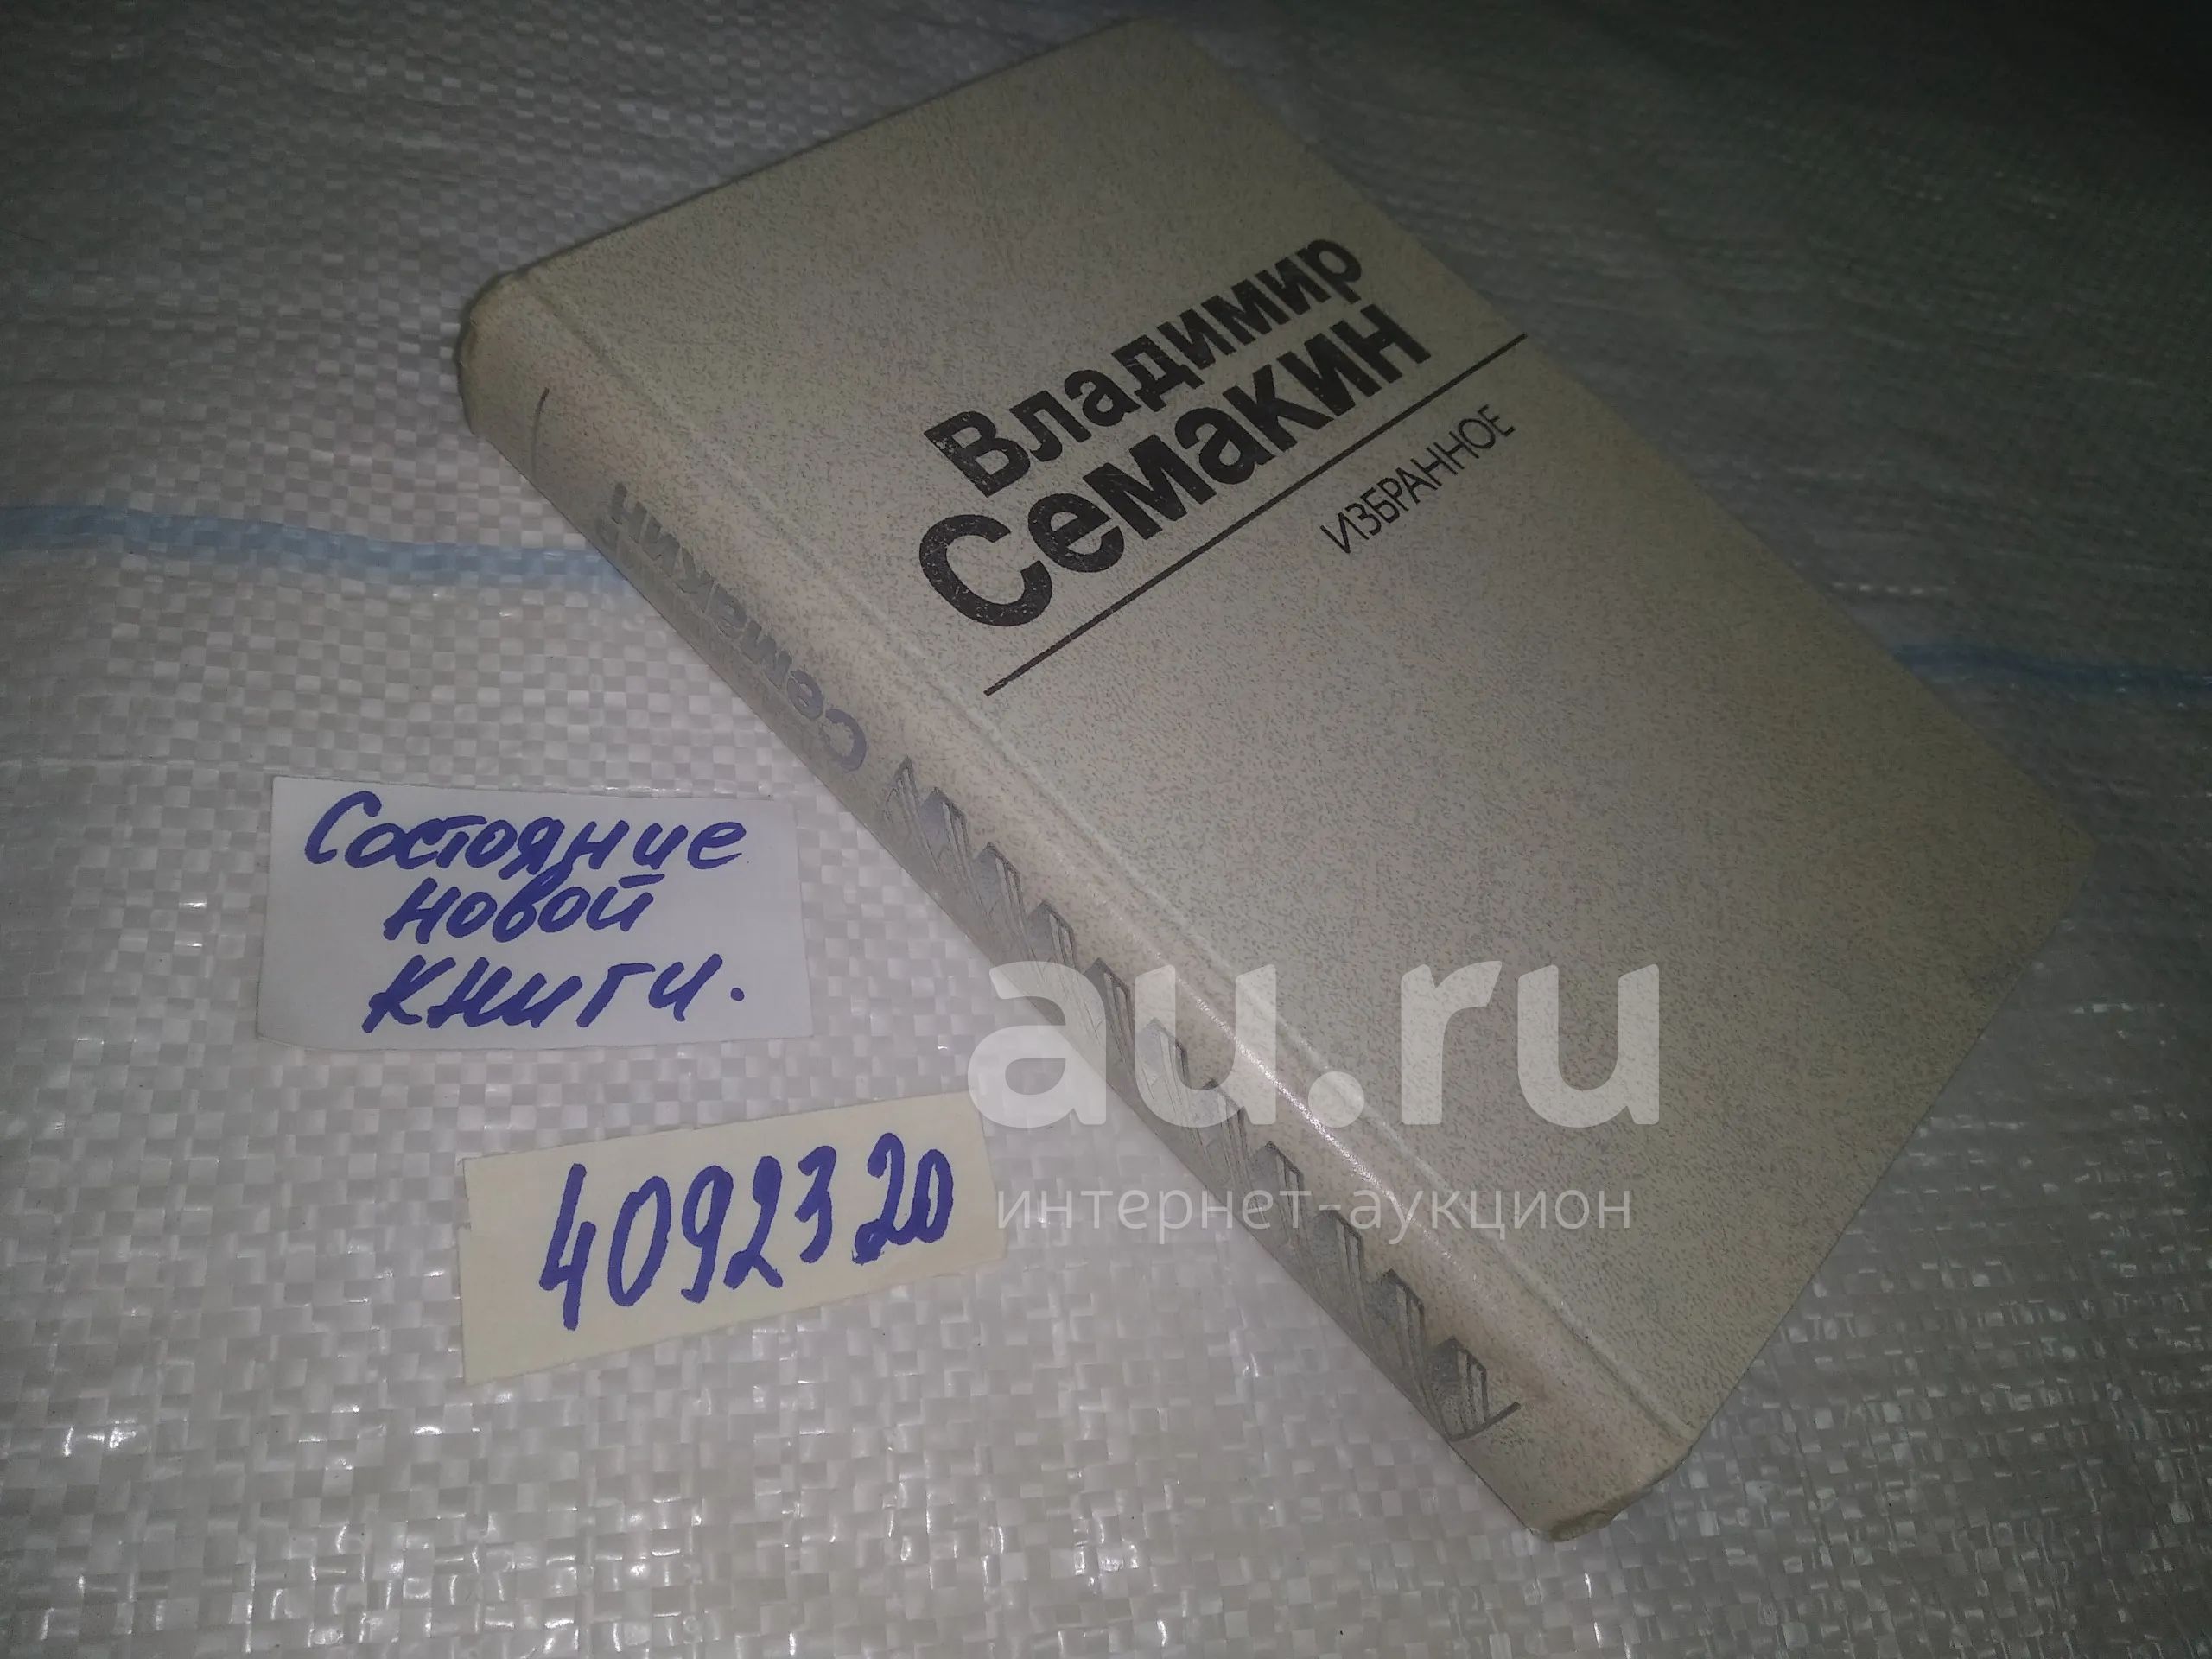 Владимир
Семакин
ИЗБРАННОЕ
Семакин
Состояние
новой
книги.
4092320
au.ru
интернет-аукцион